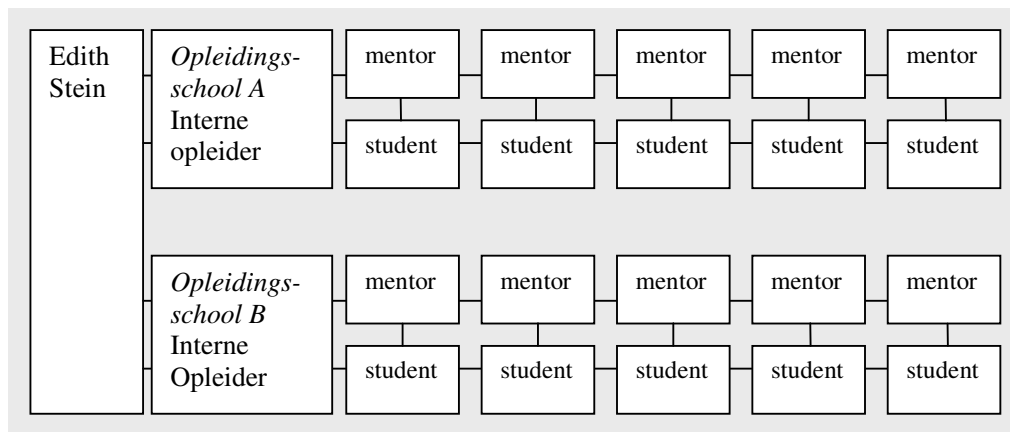 Edith
Stein
Opleidings-
school A
Interne
opleider
mentor mentor mentor mentor mentor
student student student student student
Opleidings-
school B
Interne
Opleider
mentor mentor mentor mentor mentor
student student student student student